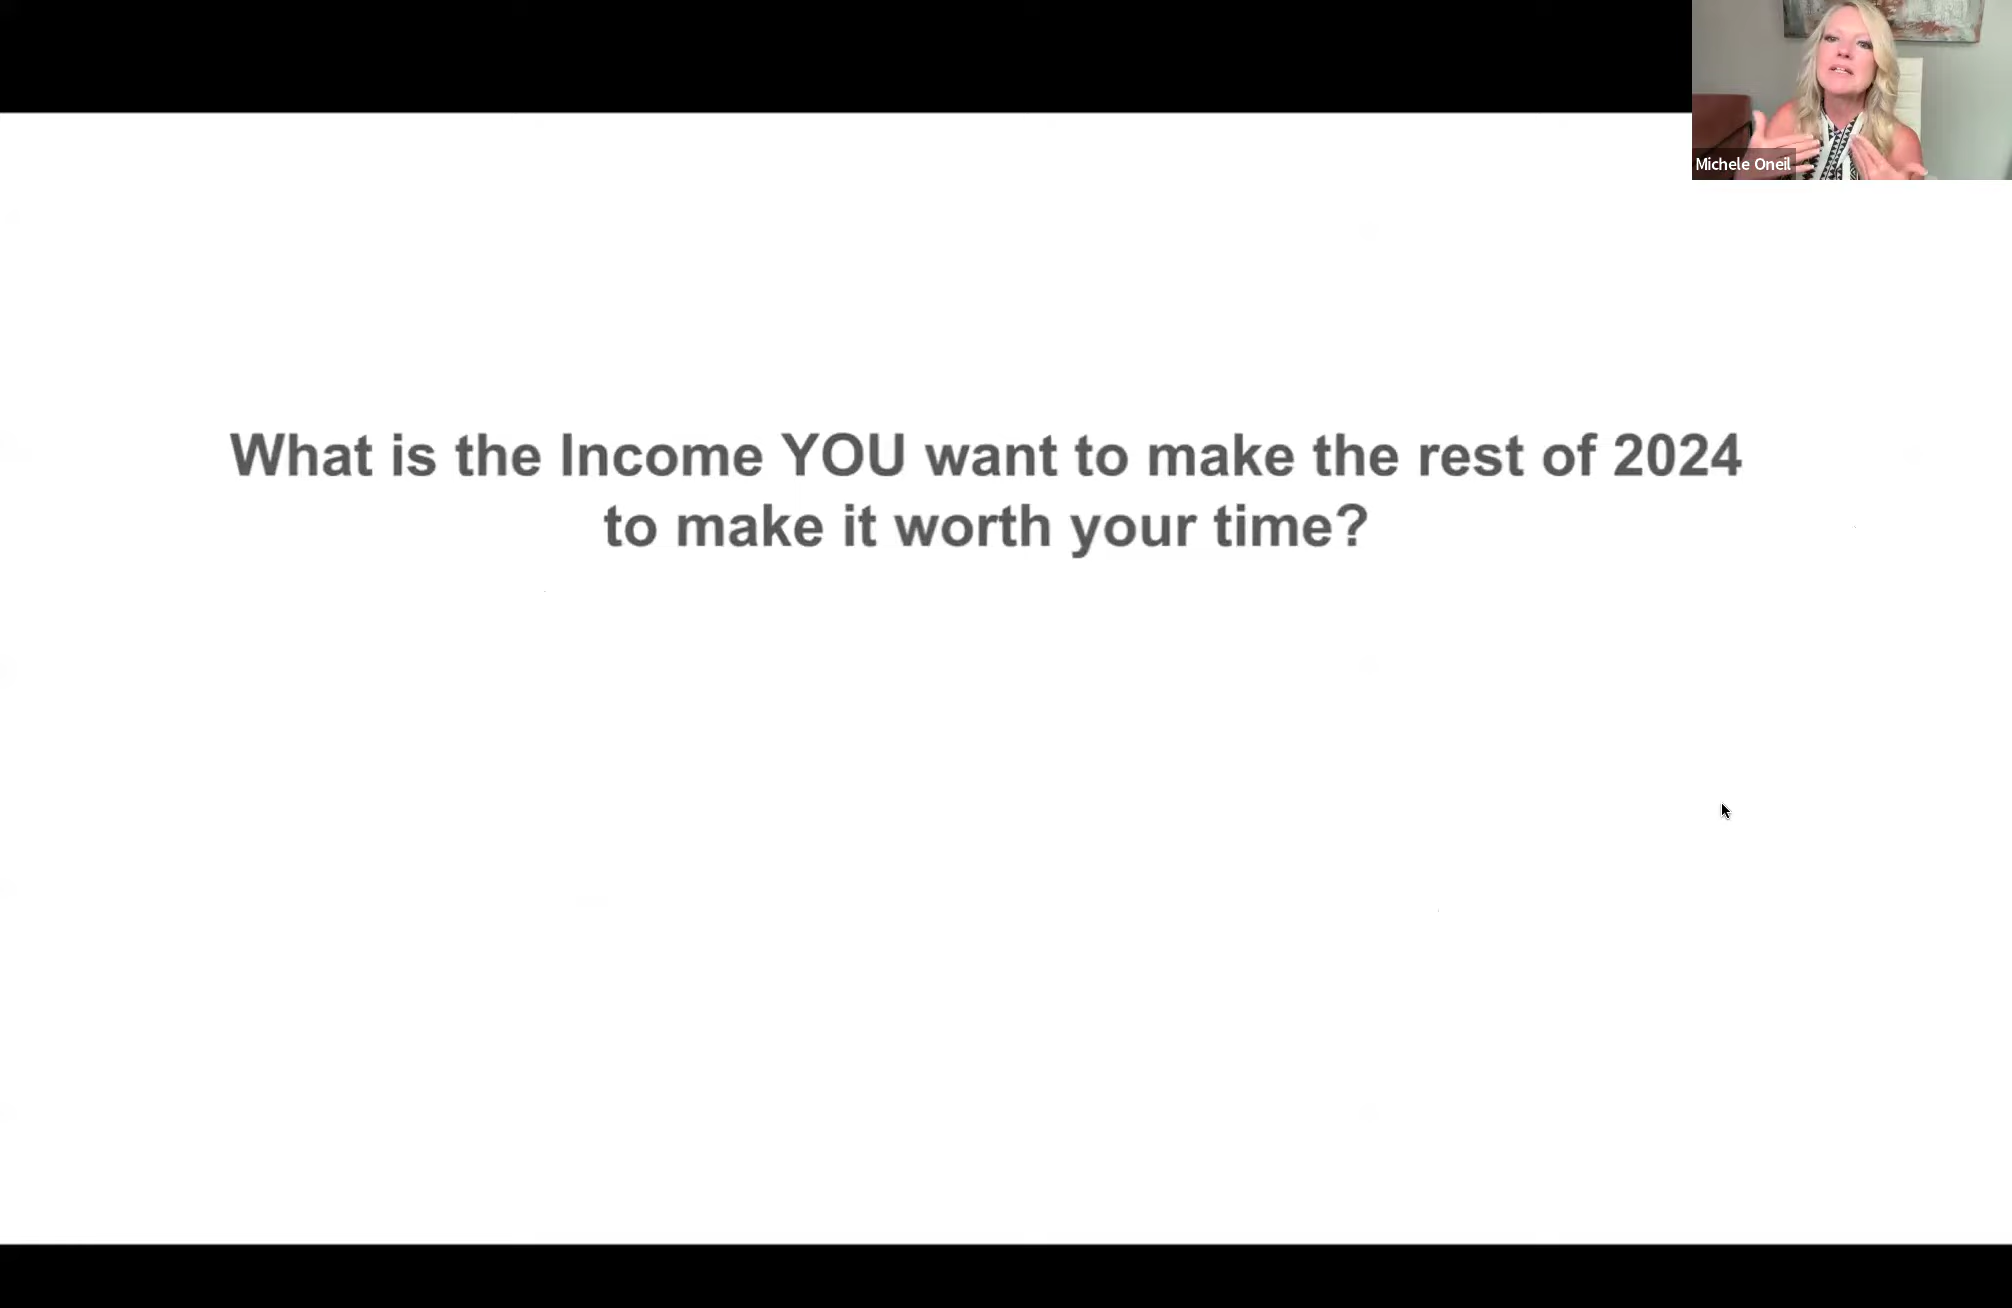 Michele Oneil
What is the Income YOU want to make the rest of 2024
to make it worth your time?